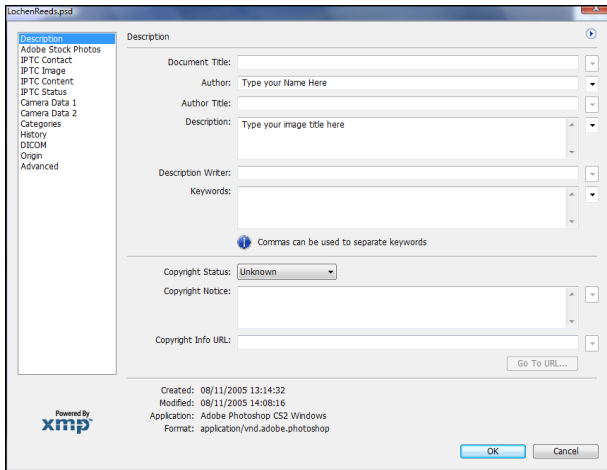 LochenReeds.psd
Description
Adobe Stock Photos
IPTC Contact
IPTC Image
IPTC Content
IPTC Status
Camera Data 1
Camera Data 2
Categories
History
DICOM
Origin
Advanced
Description
Document Title:
Author: Type your Name Here
Author Title:
Description: Type your image title here
Description Writer:
Keywords:
Commas can be used to separate keywords
Copyright Status: Unknown
Copyright Notice:
Copyright Info URL:
Go To URL...
Created: 08/11/2005 13:14:32
Modified: 08/11/2005 14:08:16
Application: Adobe Photoshop CS2 Windows
Format: application/vnd.adobe.photoshop
Powered By
xmp
OK Cancel